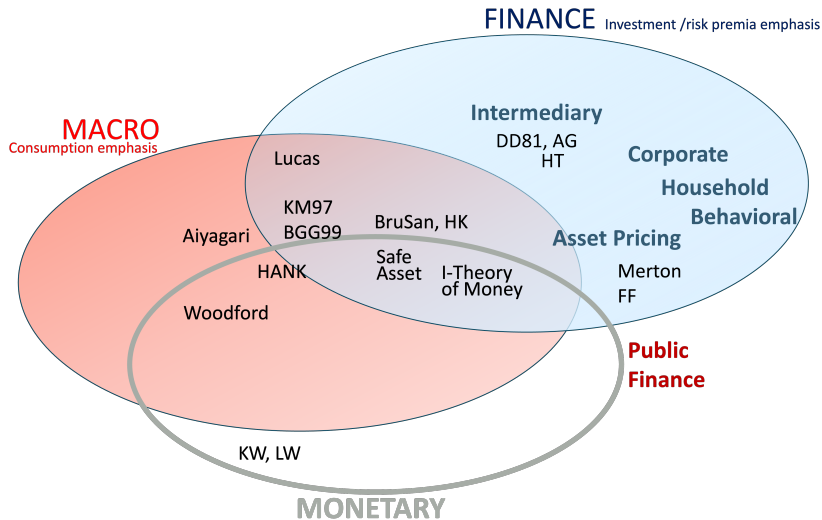 FINANCE Investment /risk premia emphasis
MACRO
Consumption emphasis
Intermediary
DD81, AG
HT
Corporate
Household
Behavioral
Asset Pricing
Merton
FF
Lucas
KM97
BGG99
BruSan, HK
Aiyagari
HANK
Safe
Asset
I-Theory
of Money
Woodford
Public
Finance
KW, LW
MONETARY